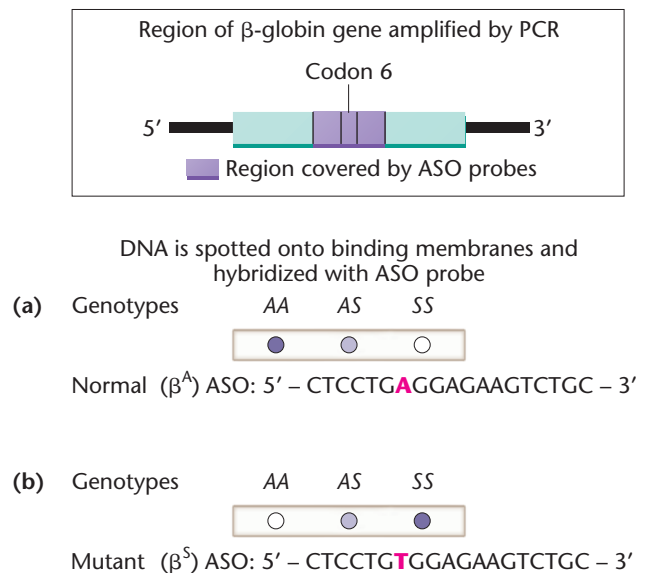 Region of β-globin gene amplified by PCR
Codon 6
5′ 3′
Region covered by ASO probes
DNA is spotted onto binding membranes and
hybridized with ASO probe
(a) Genotypes AA AS SS
Normal (β^A) ASO: 5′ – CTCCTGAGGAGAAGTCTGC – 3′
(b) Genotypes AA AS SS
Mutant (β^S) ASO: 5′ – CTCCTGTGGAGAAGTCTGC – 3′